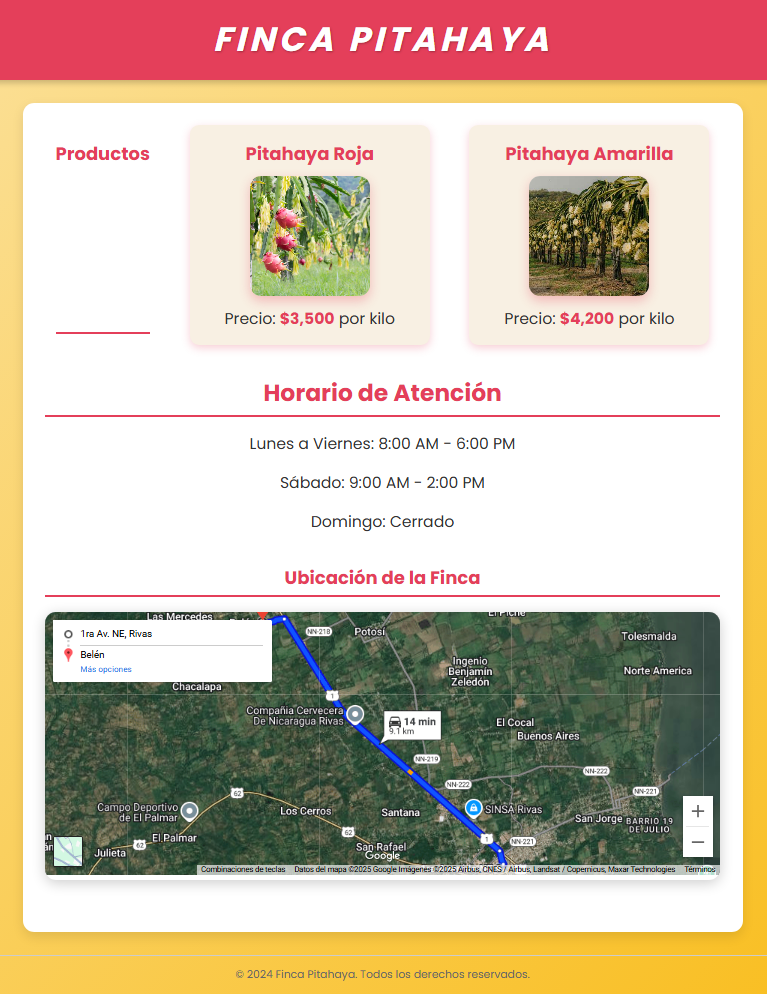 FINCA PITAHAYA
Productos
Pitahaya Roja
Precio: $3,500 por kilo
Pitahaya Amarilla
Precio: $4,200 por kilo
Horario de Atención
Lunes a Viernes: 8:00 AM - 6:00 PM
Sábado: 9:00 AM - 2:00 PM
Domingo: Cerrado
Ubicación de la Finca
1ra Av. NE, Rivas
Belén
Más opciones
Las Mercedes
NN-218
Potosí
El Piche
Tolesmalda
Ingenio
Benjamin
Zeledón
Norte America
Chacalapa
1
Compañia Cervecera
De Nicaragua Rivas
14 min
9.1 km
El Cocal
Buenos Aires
NN-219
NN-222
NN-222
NN-221
62
Campo Deportivo
de El Palmar
Los Cerros
Santana
SINSA Rivas
San Jorge
BARRIO 19
DE JULIO
62
El Palmar
62
Julieta
San Rafael
1
NN-221
Google
Combinaciones de teclas
Datos del mapa ©2025 Google Imágenes ©2025 Airbus, CNES / Airbus, Landsat / Copernicus, Maxar Technologies
Términos
© 2024 Finca Pitahaya. Todos los derechos reservados.